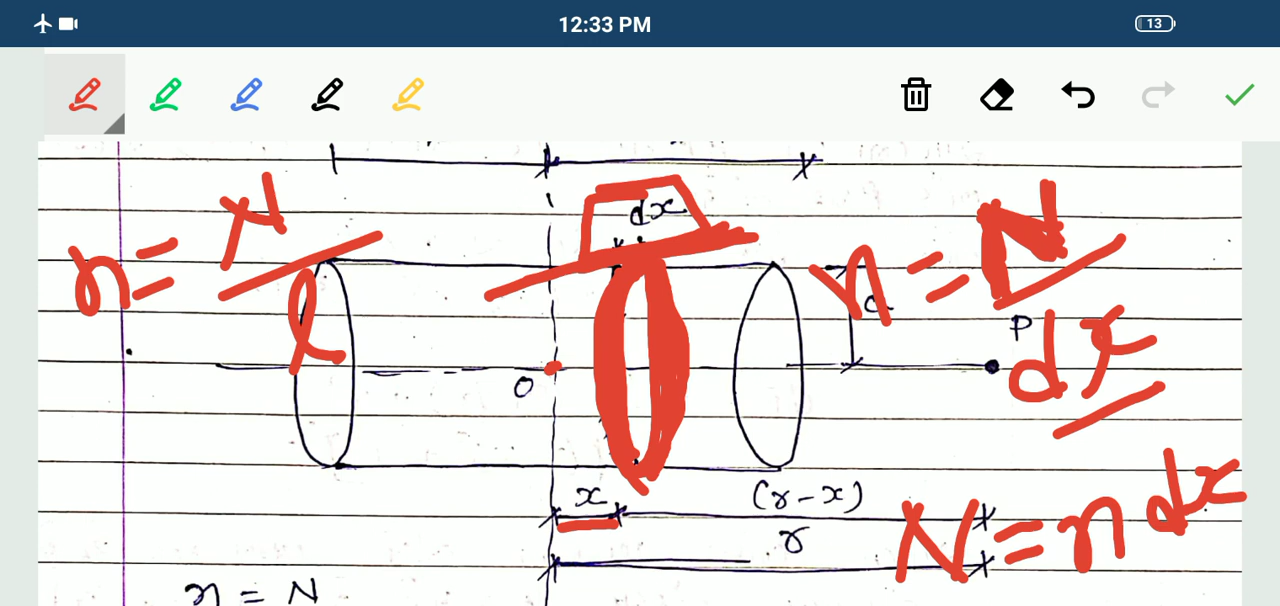 12:33 PM
13
dx
n = N/l
n = N/dx
a
P
O
x
(r-x)
r
N = n dx
n = N